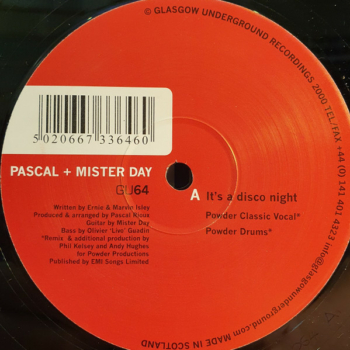 © GLASGOW UNDERGROUND RECORDINGS 2000 TEL/FAX +44 (0) 141 401 4323 info@glasgowunderground.com MADE IN SCOTLAND
5 020667 336460
PASCAL + MISTER DAY
GU64
A It's a disco night
Powder Classic Vocal*
Powder Drums*
Written by Ernie & Marvin Isley
Produced & arranged by Pascal Rioux
Guitar by Mister Day
Bass by Olivier 'Livo' Guadin
*Remix & additional production by
Phil Kelsey and Andy Hughes
for Powder Productions
Published by EMI Songs Limited